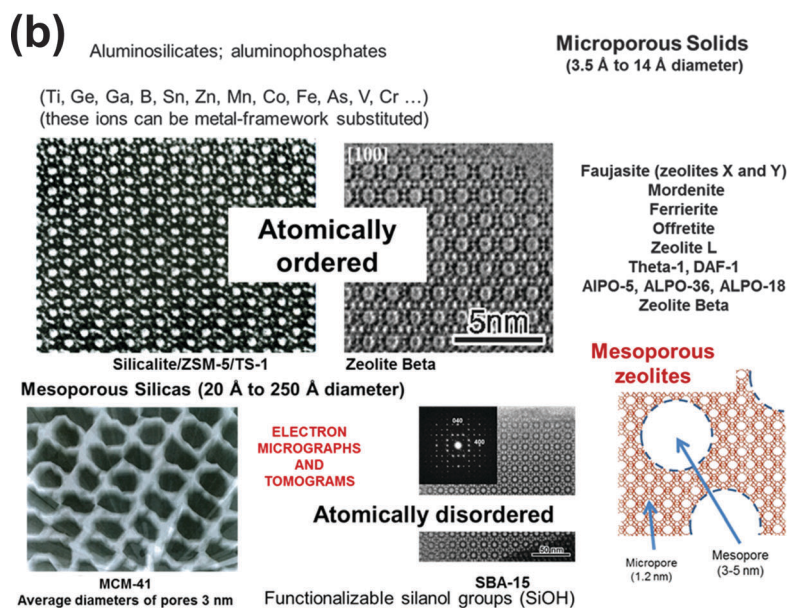 (b)
Aluminosilicates; aluminophosphates
Microporous Solids
(3.5 Å to 14 Å diameter)
(Ti, Ge, Ga, B, Sn, Zn, Mn, Co, Fe, As, V, Cr ...)
(these ions can be metal-framework substituted)
[100]
Atomically
ordered
5nm
Silicalite/ZSM-5/TS-1
Zeolite Beta
Faujasite (zeolites X and Y)
Mordenite
Ferrierite
Offretite
Zeolite L
Theta-1, DAF-1
AlPO-5, ALPO-36, ALPO-18
Zeolite Beta
Mesoporous Silicas (20 Å to 250 Å diameter)
Mesoporous
zeolites
ELECTRON
MICROGRAPHS
AND
TOMOGRAMS
040
400
Atomically disordered
50 nm
MCM-41
Average diameters of pores 3 nm
SBA-15
Functionalizable silanol groups (SiOH)
Micropore
(1.2 nm)
Mesopore
(3-5 nm)